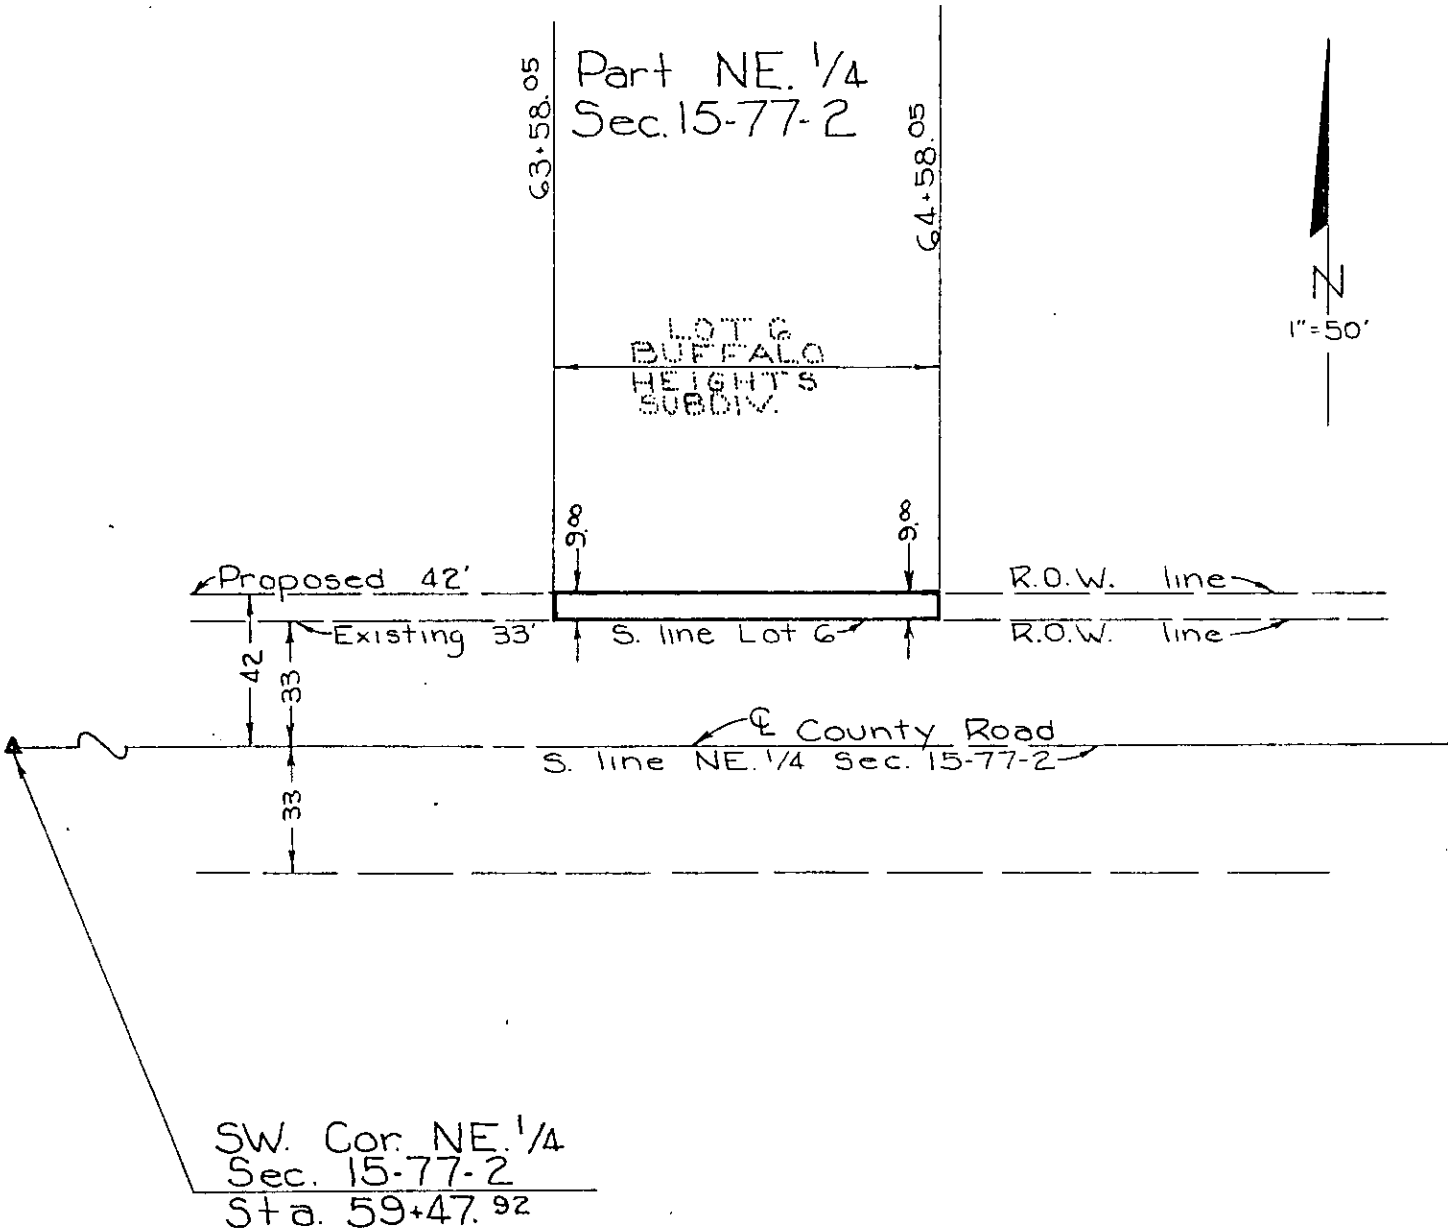 Part NE. 1/4
Sec. 15-77-2
63+58.05
64+58.05
N
1"=50'
LOT 6
BUFFALO
HEIGHTS
SUBDIV.
9.8
9.8
Proposed 42' R.O.W. line
Existing 33' S. line Lot 6 R.O.W. line
42
33
℄ County Road
S. line NE. 1/4 Sec. 15-77-2
33
SW. Cor. NE. 1/4
Sec. 15-77-2
Sta. 59+47.92